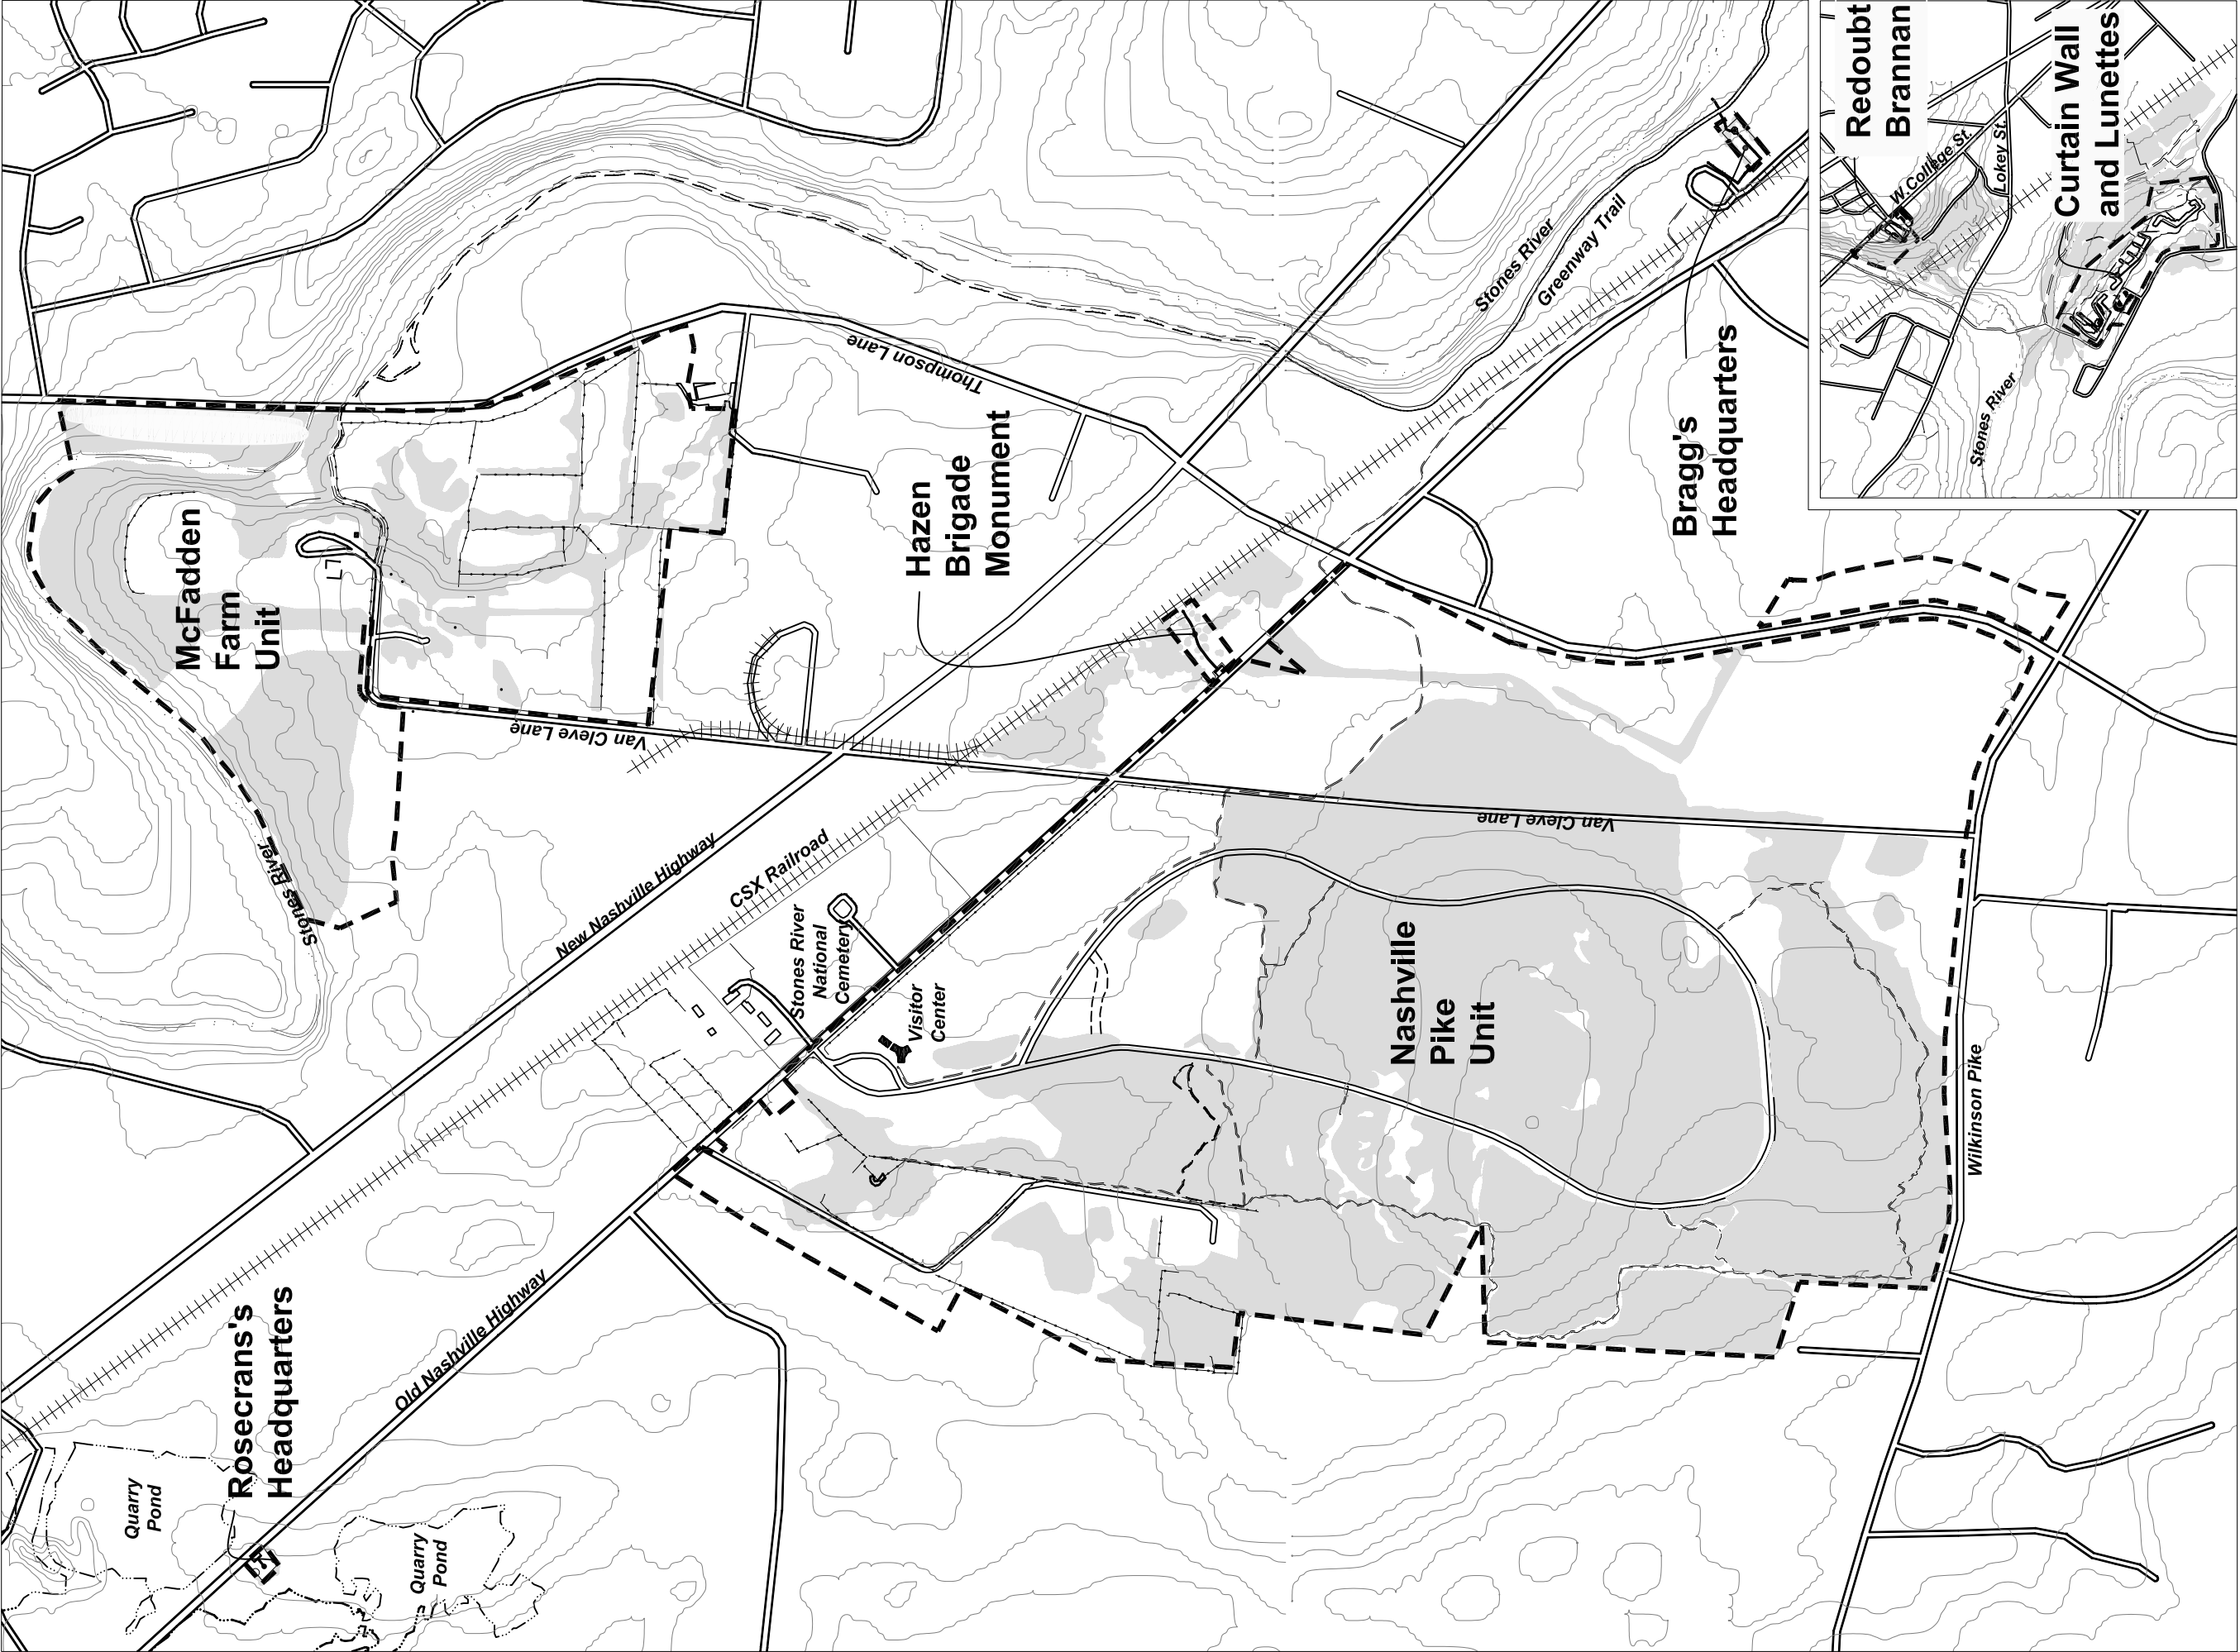 McFadden
Farm
Unit
Redoubt
Brannan
W.College St.
Lokey St.
Curtain Wall
and Lunettes
Stones River
Stones River
Greenway Trail
Thompson Lane
Hazen
Brigade
Monument
Bragg's
Headquarters
Van Cleve Lane
Stones River
New Nashville Highway
CSX Railroad
Stones River
National
Cemetery
Visitor
Center
Van Cleve Lane
Nashville
Pike
Unit
Wilkinson Pike
Rosecrans's
Headquarters
Old Nashville Highway
Quarry
Pond
Quarry
Pond